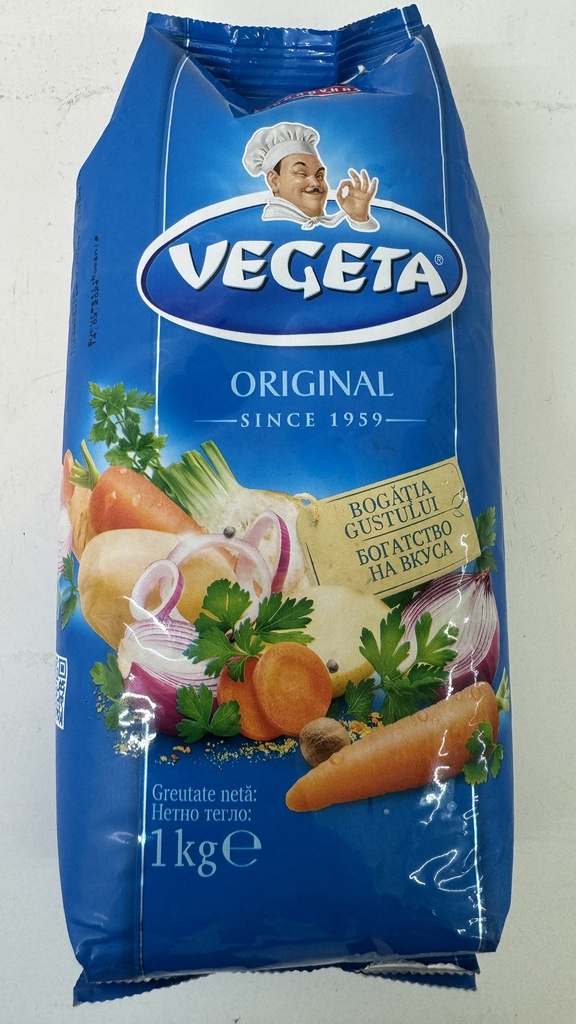 VEGETA®
ORIGINAL
SINCE 1959
BOGĂȚIA
GUSTULUI
БОГАТСТВО
НА ВКУСА
Greutate netă:
Нетно тегло:
1kg℮